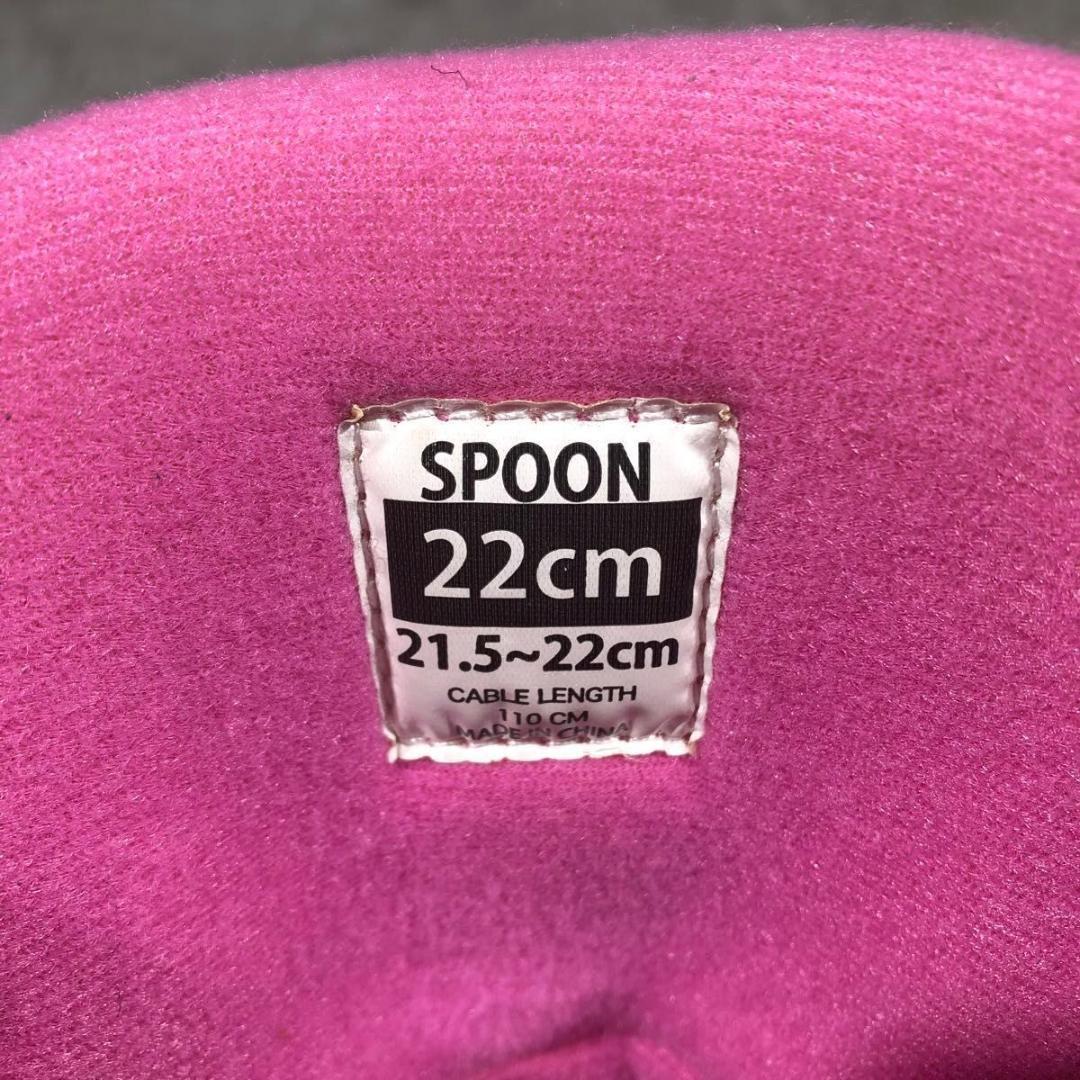 SPOON
22cm
21.5~22cm
CABLE LENGTH
110 CM
MADE IN CHINA